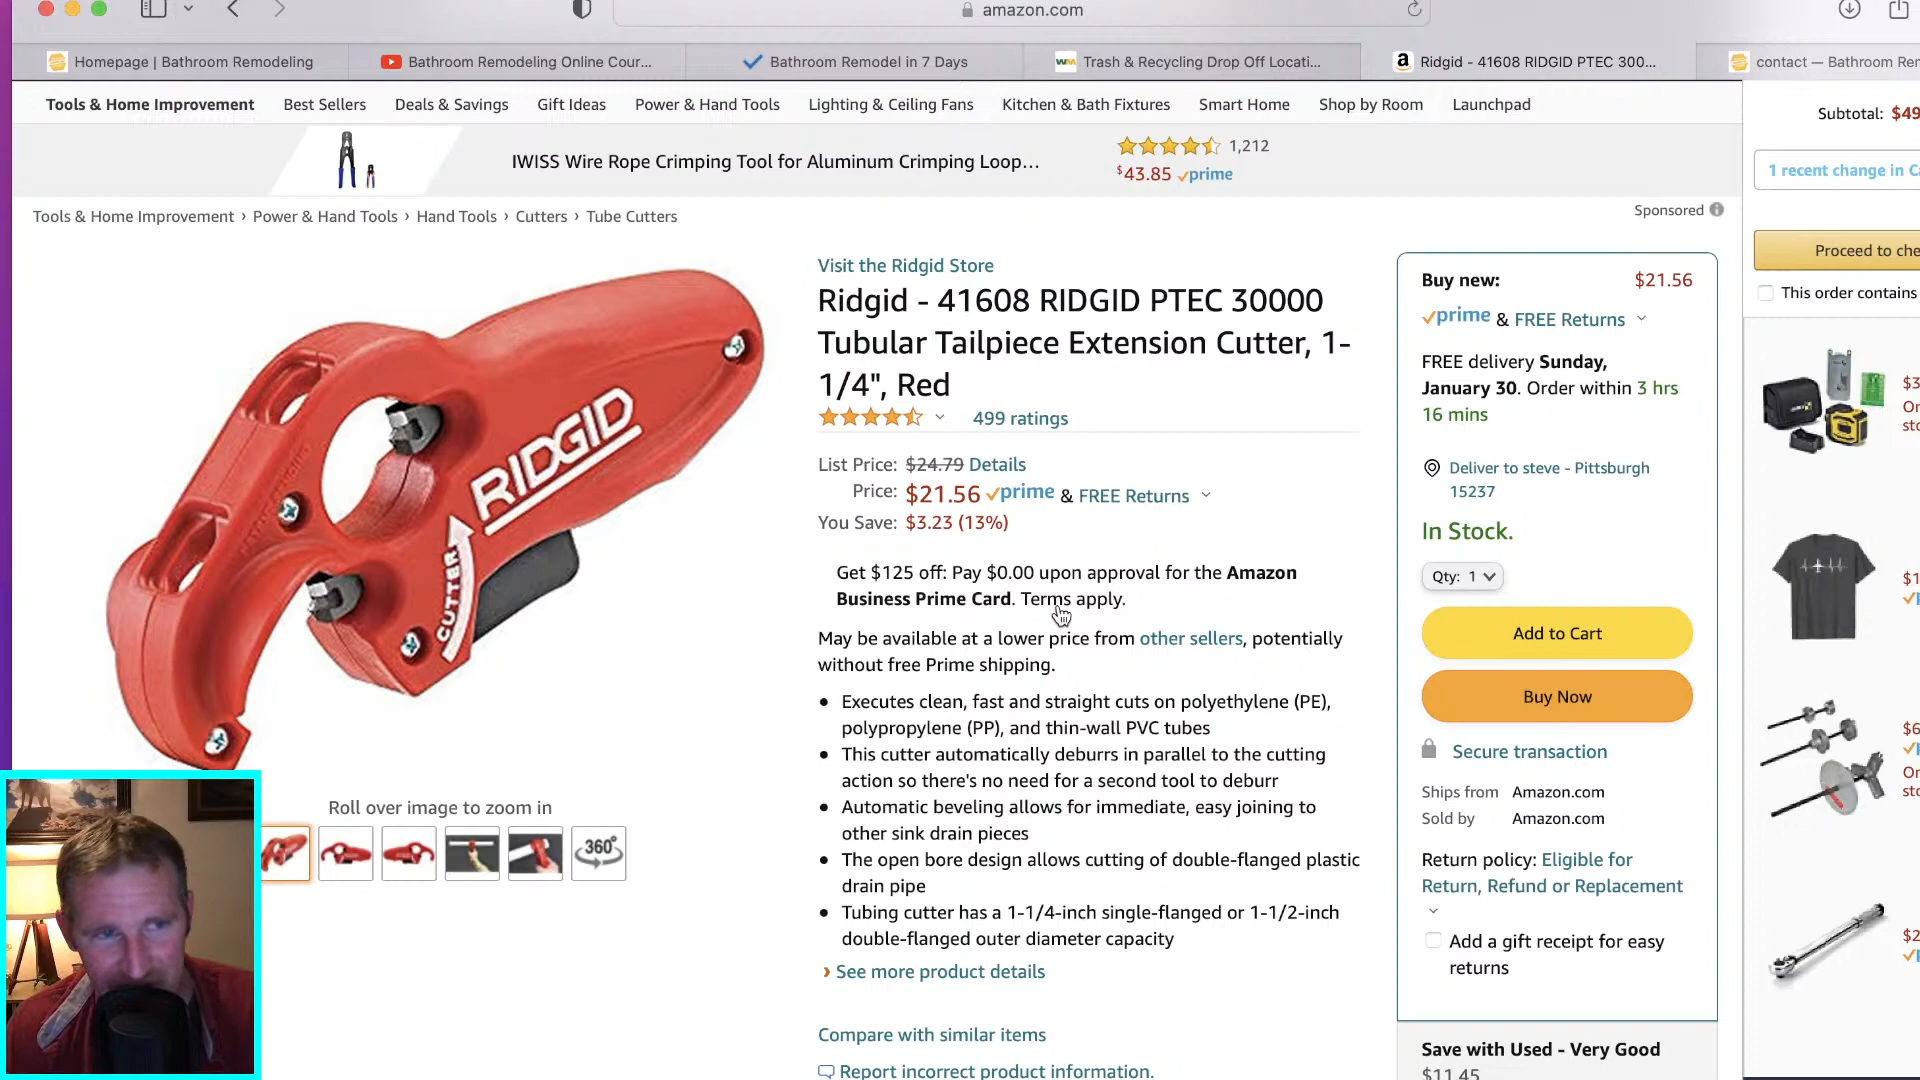 amazon.com
Homepage | Bathroom Remodeling
Bathroom Remodeling Online Cour...
Bathroom Remodel in 7 Days
Trash & Recycling Drop Off Locati...
Ridgid - 41608 RIDGID PTEC 300...
contact — Bathroom Re
Tools & Home Improvement Best Sellers Deals & Savings Gift Ideas Power & Hand Tools Lighting & Ceiling Fans Kitchen & Bath Fixtures Smart Home Shop by Room Launchpad
IWISS Wire Rope Crimping Tool for Aluminum Crimping Loop...
1,212
$43.85 prime
Sponsored
Tools & Home Improvement › Power & Hand Tools › Hand Tools › Cutters › Tube Cutters
RIDGID
CUTTER
Roll over image to zoom in
360°
Visit the Ridgid Store
Ridgid - 41608 RIDGID PTEC 30000
Tubular Tailpiece Extension Cutter, 1-
1/4", Red
499 ratings
List Price: $24.79 Details
Price: $21.56 prime & FREE Returns
You Save: $3.23 (13%)
Get $125 off: Pay $0.00 upon approval for the Amazon
Business Prime Card. Terms apply.
May be available at a lower price from other sellers, potentially
without free Prime shipping.
• Executes clean, fast and straight cuts on polyethylene (PE),
polypropylene (PP), and thin-wall PVC tubes
• This cutter automatically deburrs in parallel to the cutting
action so there's no need for a second tool to deburr
• Automatic beveling allows for immediate, easy joining to
other sink drain pieces
• The open bore design allows cutting of double-flanged plastic
drain pipe
• Tubing cutter has a 1-1/4-inch single-flanged or 1-1/2-inch
double-flanged outer diameter capacity
› See more product details
Compare with similar items
Report incorrect product information.
Buy new: $21.56
prime & FREE Returns
FREE delivery Sunday,
January 30. Order within 3 hrs
16 mins
Deliver to steve - Pittsburgh
15237
In Stock.
Qty: 1
Add to Cart
Buy Now
Secure transaction
Ships from Amazon.com
Sold by Amazon.com
Return policy: Eligible for
Return, Refund or Replacement
Add a gift receipt for easy
returns
Save with Used - Very Good
$11.45
Subtotal: $49
1 recent change in
Proceed to che
This order contains